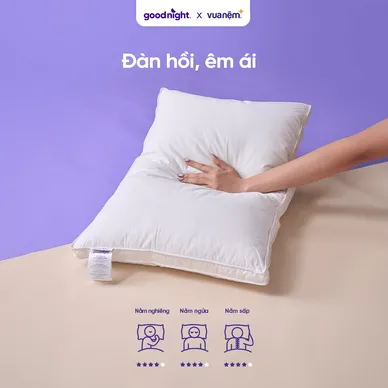 goodnight. x vuanệm
Đàn hồi, êm ái
Nằm nghiêng Nằm ngửa Nằm sấp